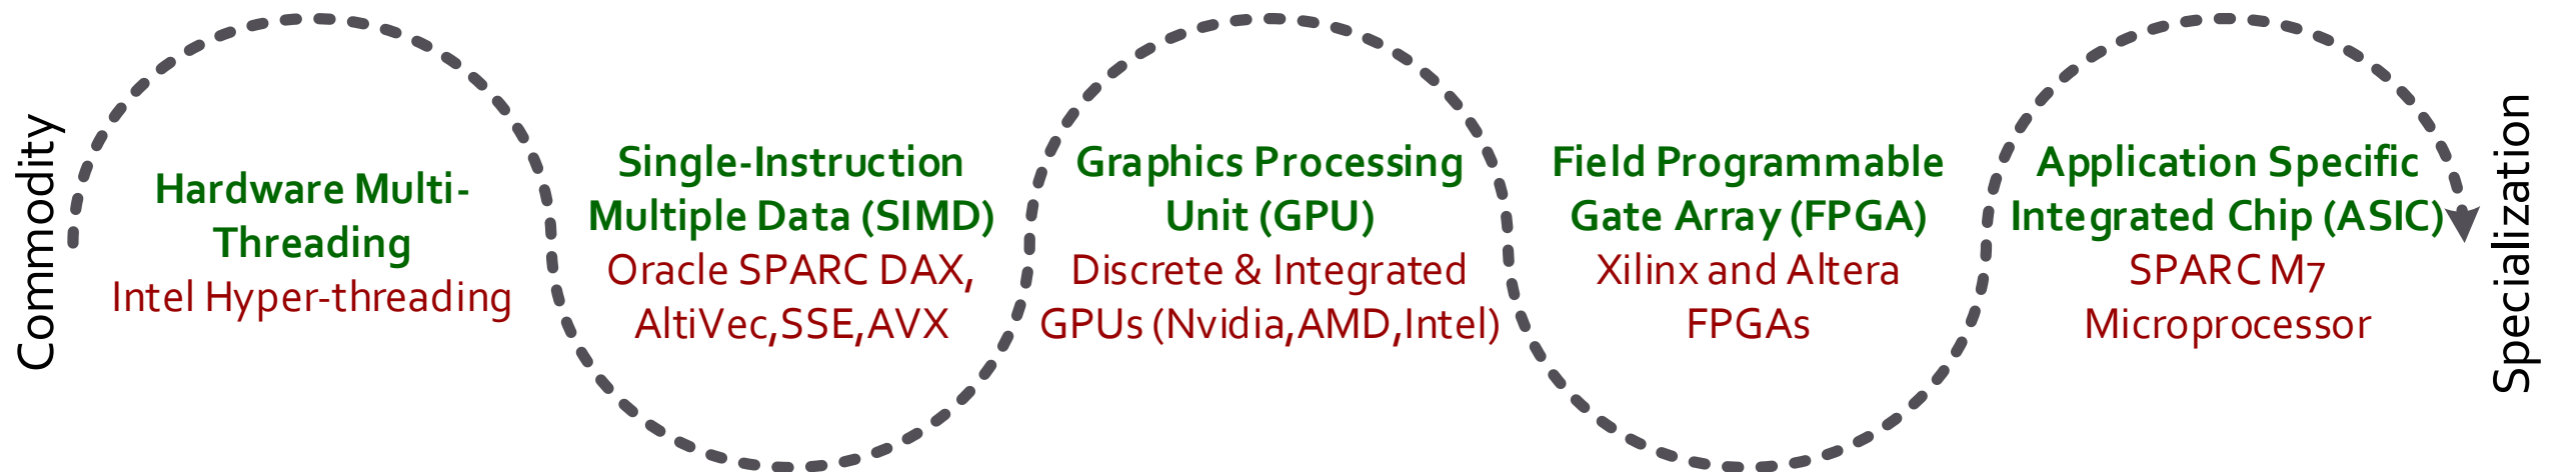 Commodity
Hardware Multi-
Threading
Intel Hyper-threading
Single-Instruction
Multiple Data (SIMD)
Oracle SPARC DAX,
AltiVec,SSE,AVX
Graphics Processing
Unit (GPU)
Discrete & Integrated
GPUs (Nvidia,AMD,Intel)
Field Programmable
Gate Array (FPGA)
Xilinx and Altera
FPGAs
Application Specific
Integrated Chip (ASIC)
SPARC M7
Microprocessor
Specialization